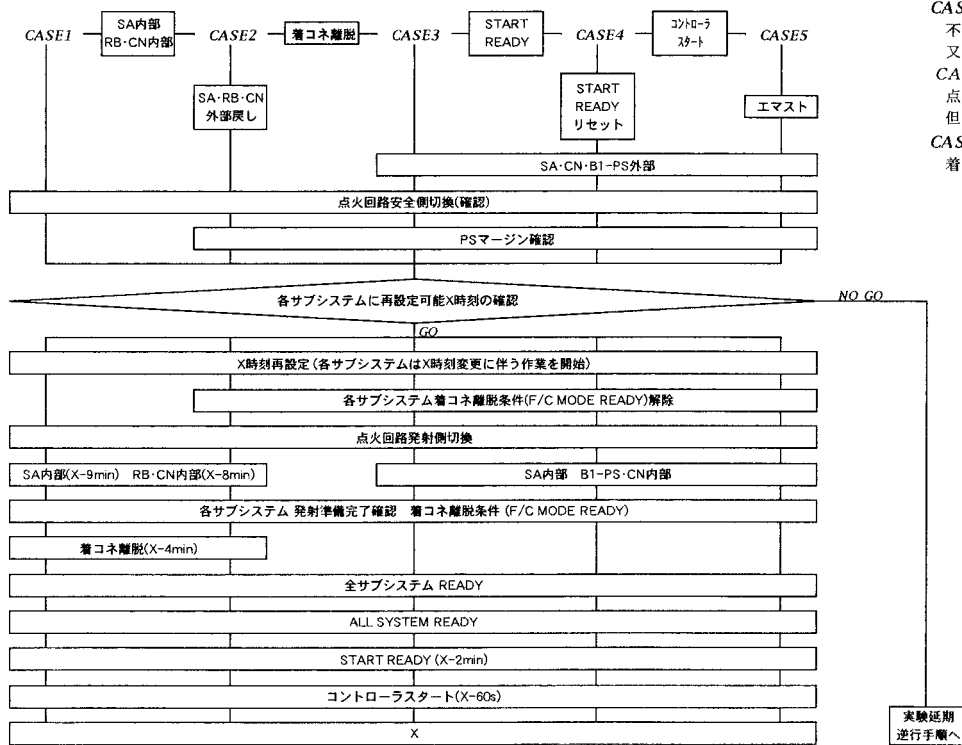 CASE1
SA内部
RB·CN内部
CASE2
着コネ離脱
CASE3
START
READY
CASE4
コントローラ
スタート
CASE5
SA·RB·CN
外部戻し
START
READY
リセット
エマスト
SA·CN·B1-PS外部
点火回路安全側切換(確認)
PSマージン確認
各サブシステムに再設定可能X時刻の確認
NO GO
GO
X時刻再設定(各サブシステムはX時刻変更に伴う作業を開始)
各サブシステム着コネ離脱条件(F/C MODE READY)解除
点火回路発射側切換
SA内部(X-9min) RB·CN内部(X-8min)
SA内部 B1-PS·CN内部
各サブシステム 発射準備完了確認 着コネ離脱条件 (F/C MODE READY)
着コネ離脱(X-4min)
全サブシステム READY
ALL SYSTEM READY
START READY (X-2min)
コントローラスタート(X-60s)
X
実験延期
逆行手順へ
CAS
不
又
CA
点
但
CAS
着